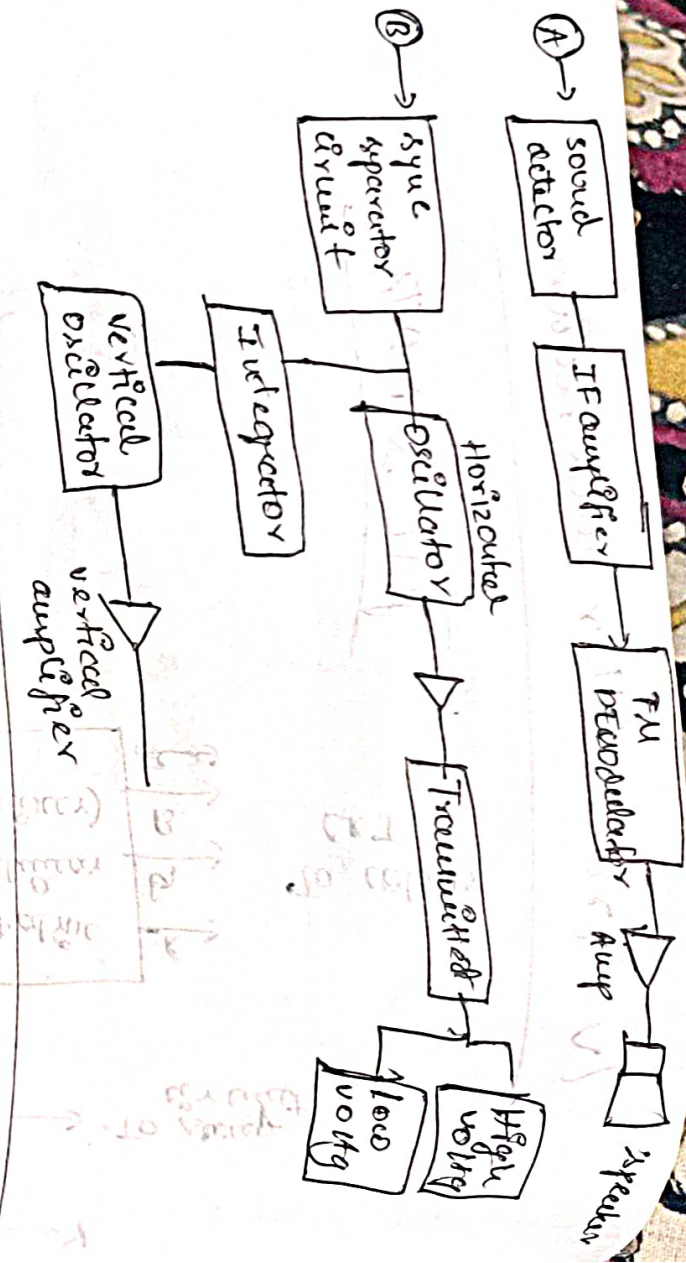 A
sound
detector
IF amplifier
FM
Demodulator
Amp
speaker
B
sync
separator
circuit
Horizontal
oscillator
Transmitted
High
voltg
low
voltg
Integrator
vertical
oscillator
vertical
amplifier